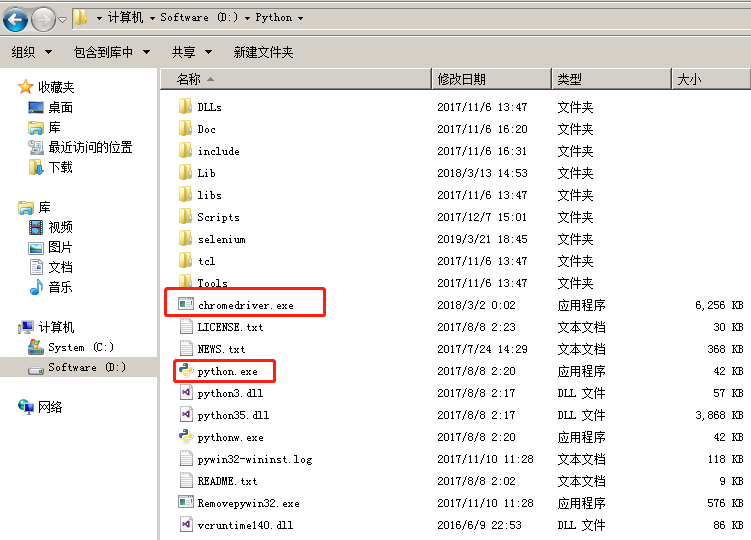 计算机 Software (D:) Python
组织 包含到库中 共享 新建文件夹
名称 修改日期 类型 大小
收藏夹
桌面
库
最近访问的位置
下载
库
视频
图片
文档
音乐
计算机
System (C:)
Software (D:)
网络
DLLs 2017/11/6 13:47 文件夹
Doc 2017/11/6 16:20 文件夹
include 2017/11/6 16:31 文件夹
Lib 2018/3/13 14:53 文件夹
libs 2017/11/6 13:47 文件夹
Scripts 2017/12/7 15:01 文件夹
selenium 2019/3/21 18:45 文件夹
tcl 2017/11/6 13:47 文件夹
Tools 2017/11/6 13:47 文件夹
chromedriver.exe 2018/3/2 0:02 应用程序 6,256 KB
LICENSE.txt 2017/8/8 2:23 文本文档 30 KB
NEWS.txt 2017/7/24 14:29 文本文档 368 KB
python.exe 2017/8/8 2:20 应用程序 42 KB
python3.dll 2017/8/8 2:17 DLL 文件 57 KB
python35.dll 2017/8/8 2:17 DLL 文件 3,868 KB
pythonw.exe 2017/8/8 2:20 应用程序 42 KB
pywin32-wininst.log 2017/11/10 11:28 文本文档 118 KB
README.txt 2017/8/8 2:02 文本文档 9 KB
Removepywin32.exe 2017/11/10 11:28 应用程序 576 KB
vcruntime140.dll 2016/6/9 22:53 DLL 文件 86 KB